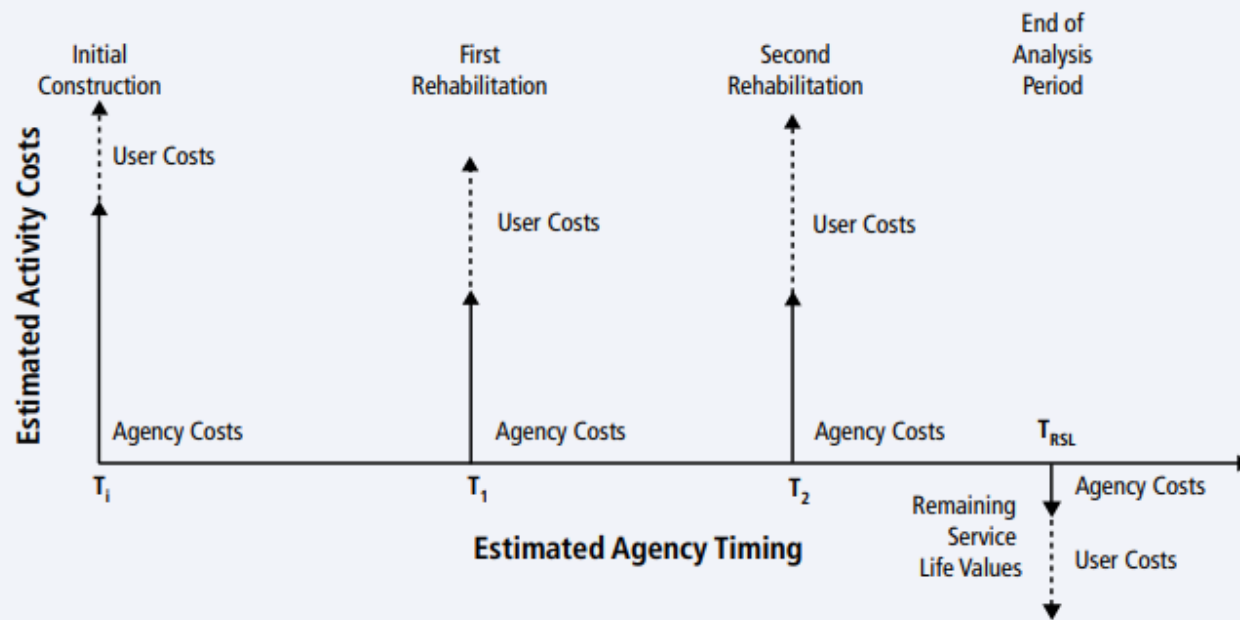 Initial
Construction
First
Rehabilitation
Second
Rehabilitation
End of
Analysis
Period
Estimated Activity Costs
User Costs
User Costs
User Costs
Agency Costs
Agency Costs
Agency Costs
T_RSL
T_i
T_1
T_2
Agency Costs
Remaining
Service
Life Values
User Costs
Estimated Agency Timing